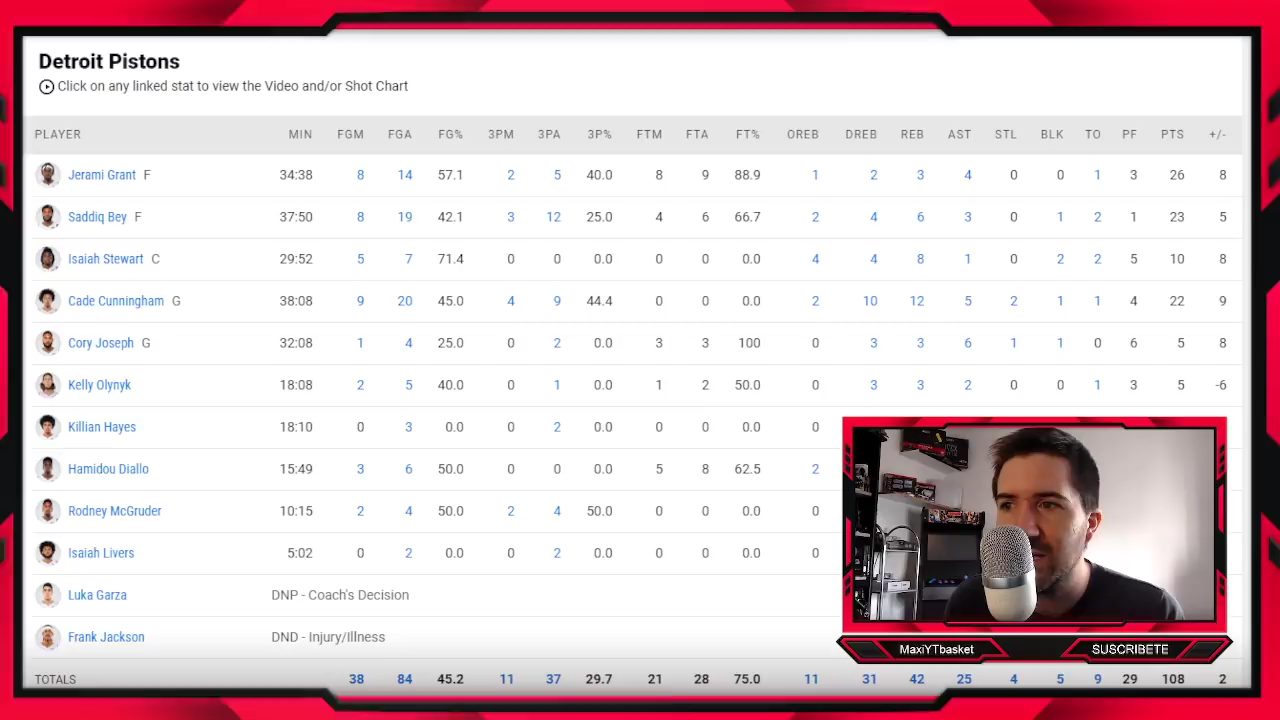 Detroit Pistons
Click on any linked stat to view the Video and/or Shot Chart
PLAYER MIN FGM FGA FG% 3PM 3PA 3P% FTM FTA FT% OREB DREB REB AST STL BLK TO PF PTS +/-
Jerami Grant F 34:38 8 14 57.1 2 5 40.0 8 9 88.9 1 2 3 4 0 0 1 3 26 8
Saddiq Bey F 37:50 8 19 42.1 3 12 25.0 4 6 66.7 2 4 6 3 0 1 2 1 23 5
Isaiah Stewart C 29:52 5 7 71.4 0 0 0.0 0 0 0.0 4 4 8 1 0 2 2 5 10 8
Cade Cunningham G 38:08 9 20 45.0 4 9 44.4 0 0 0.0 2 10 12 5 2 1 1 4 22 9
Cory Joseph G 32:08 1 4 25.0 0 2 0.0 3 3 100 0 3 3 6 1 1 0 6 5 8
Kelly Olynyk 18:08 2 5 40.0 0 1 0.0 1 2 50.0 0 3 3 2 0 0 1 3 5 -6
Killian Hayes 18:10 0 3 0.0 0 2 0.0 0 0 0.0 0
Hamidou Diallo 15:49 3 6 50.0 0 0 0.0 5 8 62.5 2
Rodney McGruder 10:15 2 4 50.0 2 4 50.0 0 0 0.0 0
Isaiah Livers 5:02 0 2 0.0 0 2 0.0 0 0 0.0 0
Luka Garza DNP - Coach's Decision
Frank Jackson DND - Injury/Illness
TOTALS 38 84 45.2 11 37 29.7 21 28 75.0 11 31 42 25 4 5 9 29 108 2
MaxiYTbasket
SUSCRIBETE